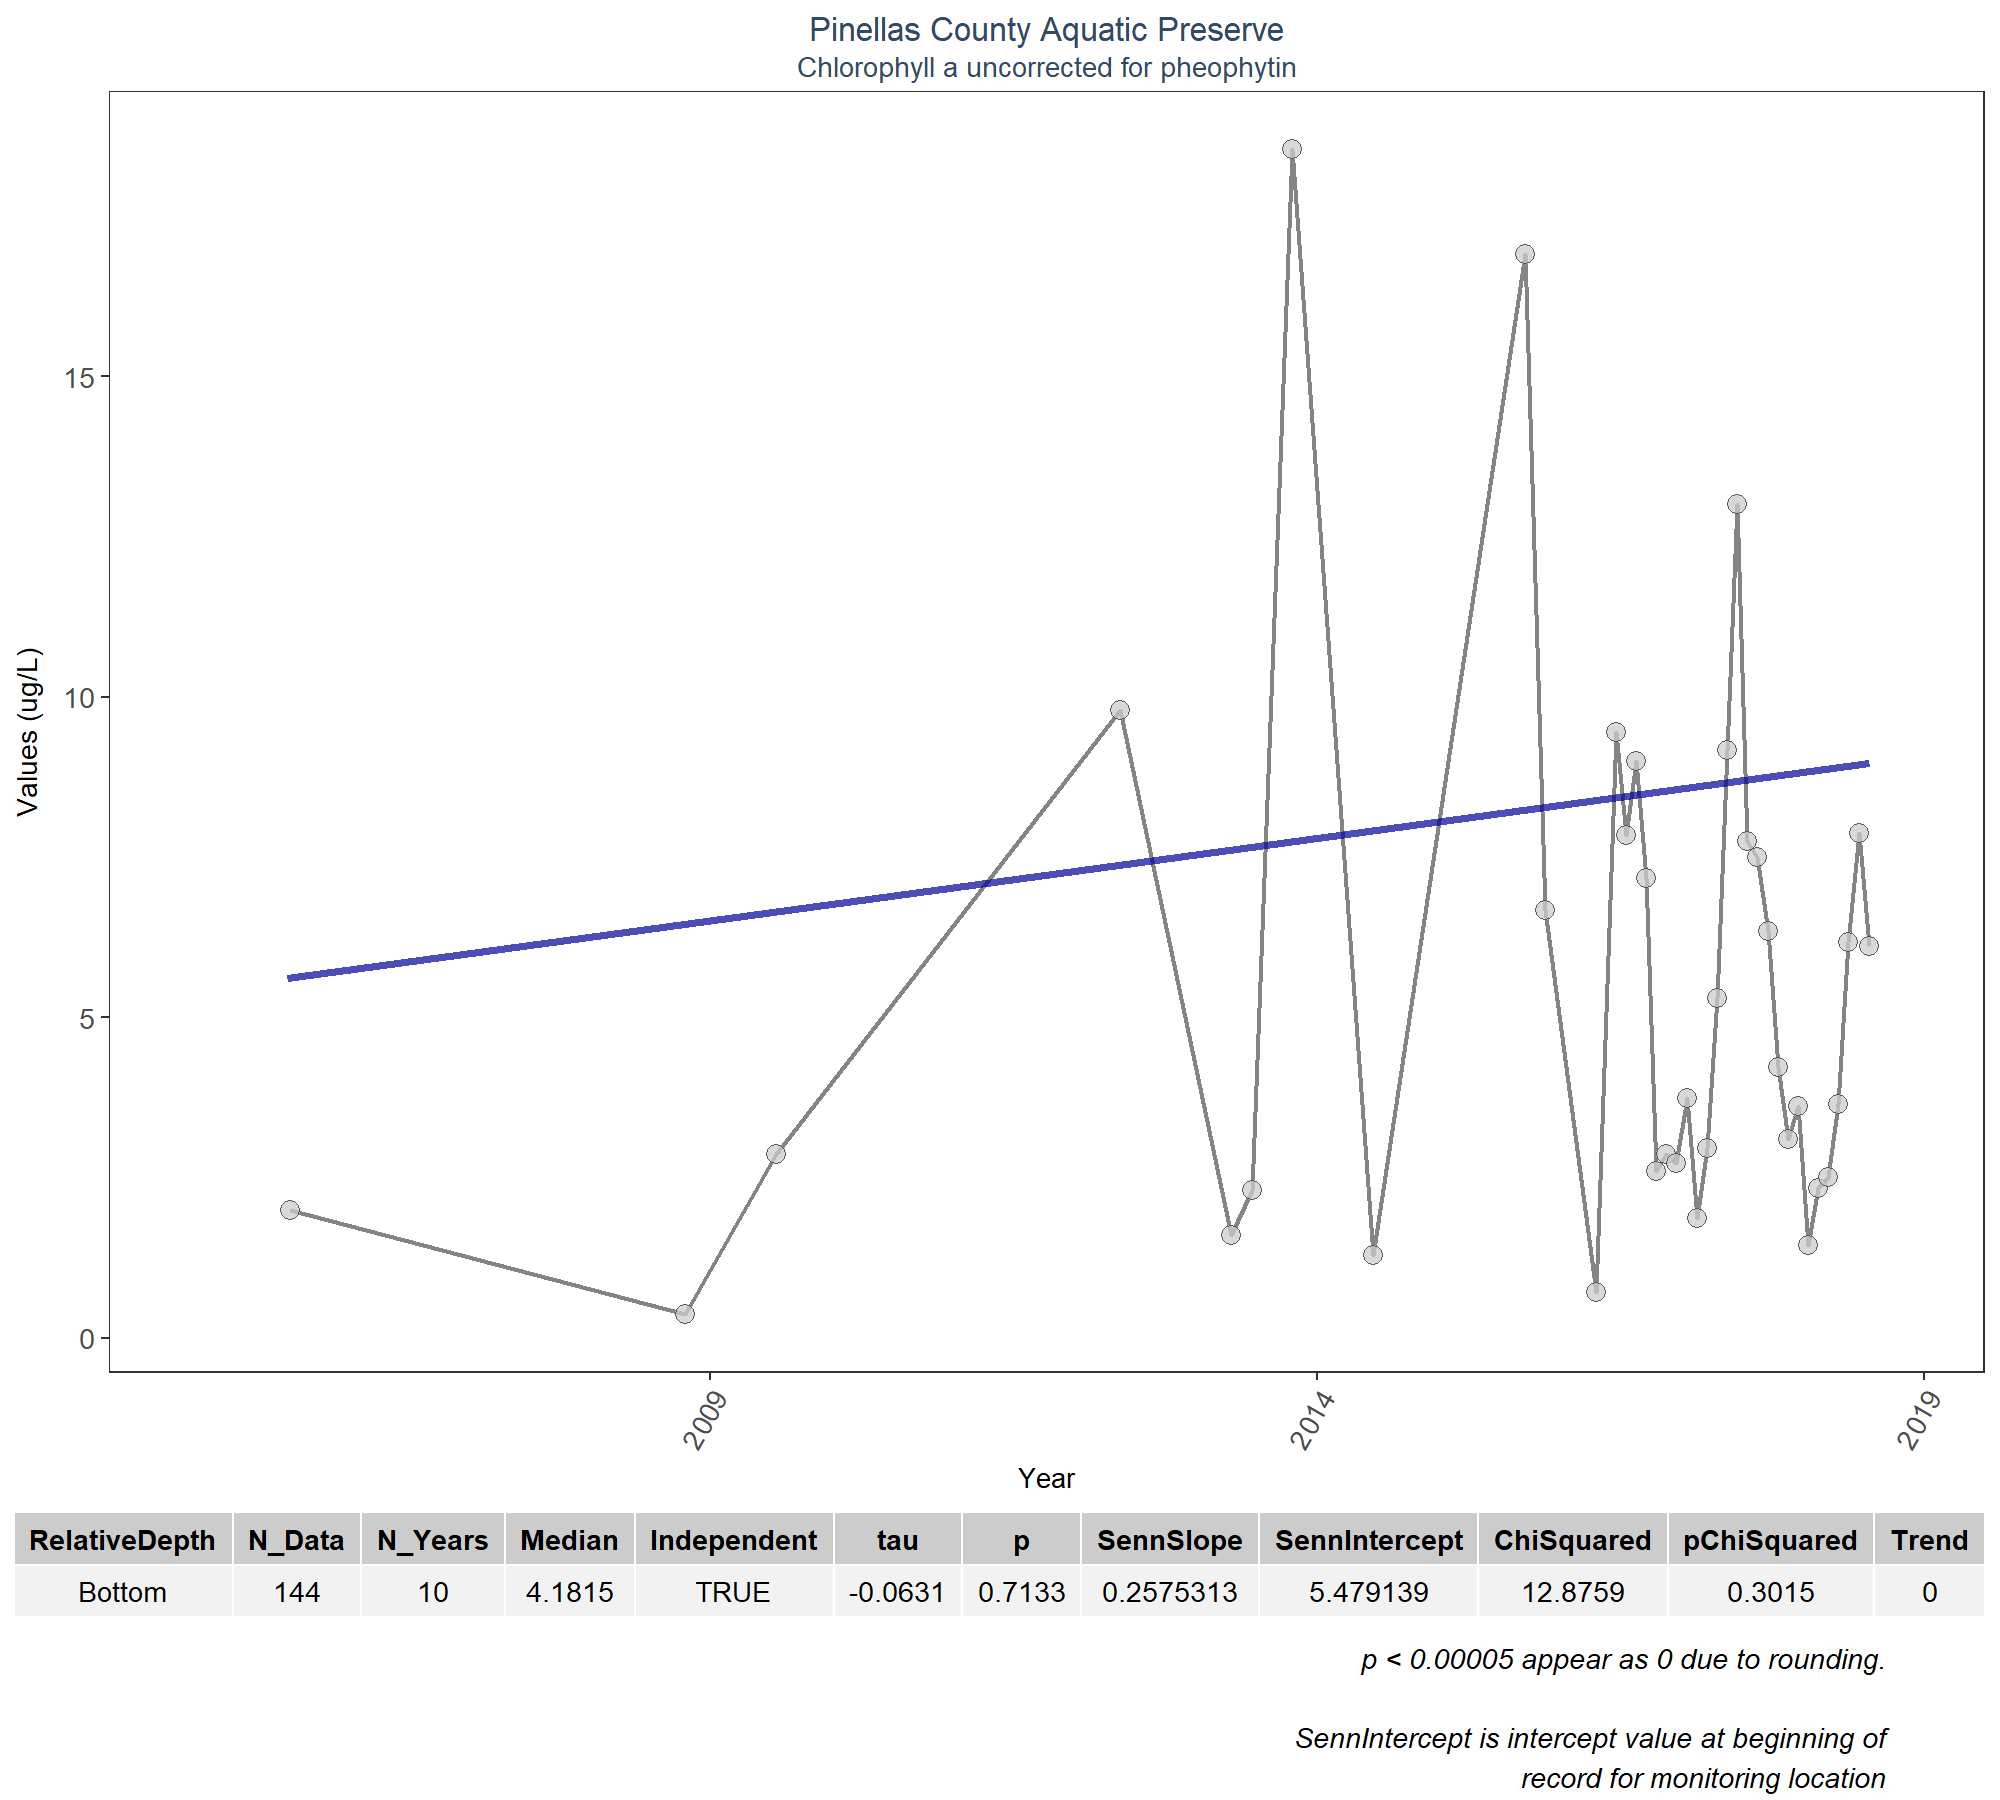 Pinellas County Aquatic Preserve
Chlorophyll a uncorrected for pheophytin
Values (ug/L)
15
10
5
0
2009 2014 2019
Year
RelativeDepth N_Data N_Years Median Independent tau p SennSlope SennIntercept ChiSquared pChiSquared Trend
Bottom 144 10 4.1815 TRUE -0.0631 0.7133 0.2575313 5.479139 12.8759 0.3015 0
p < 0.00005 appear as 0 due to rounding.
SennIntercept is intercept value at beginning of
record for monitoring location